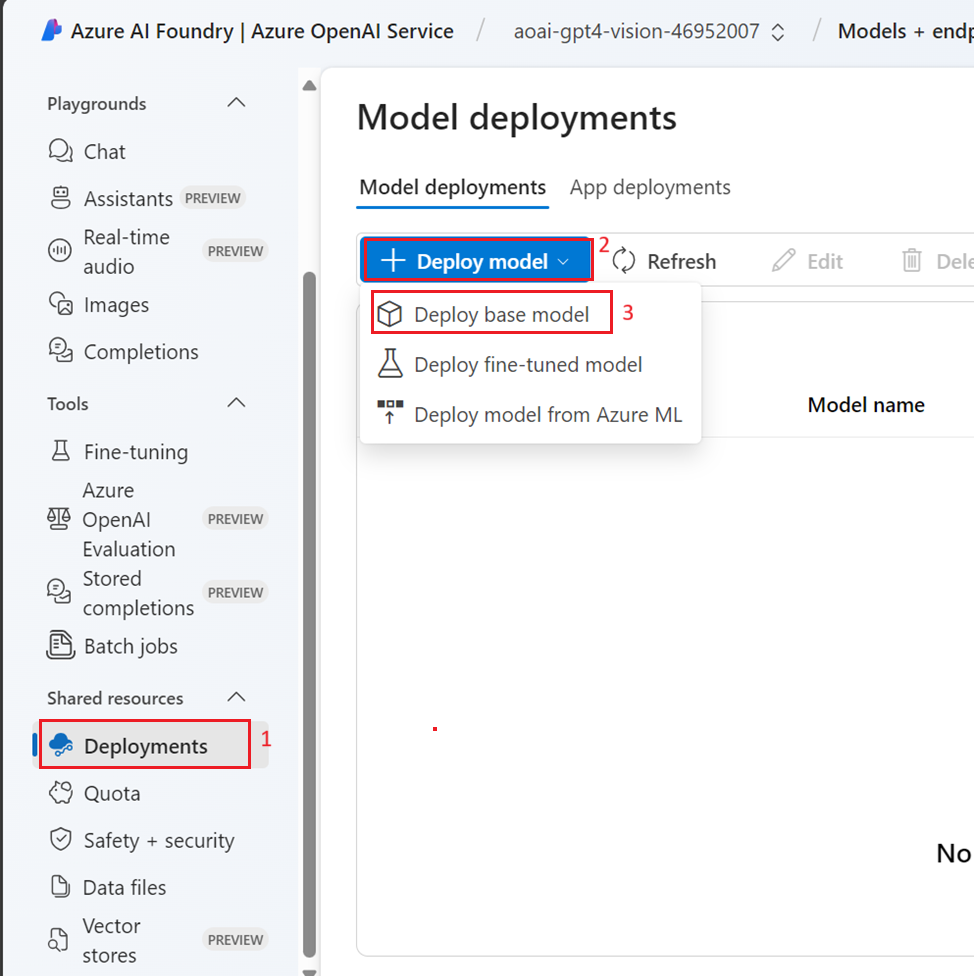 Azure AI Foundry | Azure OpenAI Service / aoai-gpt4-vision-46952007 / Models + endp
Playgrounds
Chat
Assistants PREVIEW
Real-time
audio
PREVIEW
Images
Completions
Tools
Fine-tuning
Azure
OpenAI
Evaluation
PREVIEW
Stored
completions
PREVIEW
Batch jobs
Shared resources
Deployments 1
Quota
Safety + security
Data files
Vector
stores
PREVIEW
Model deployments
Model deployments App deployments
Deploy model 2 Refresh Edit Dele
Deploy base model 3
Deploy fine-tuned model
Deploy model from Azure ML
Model name
No